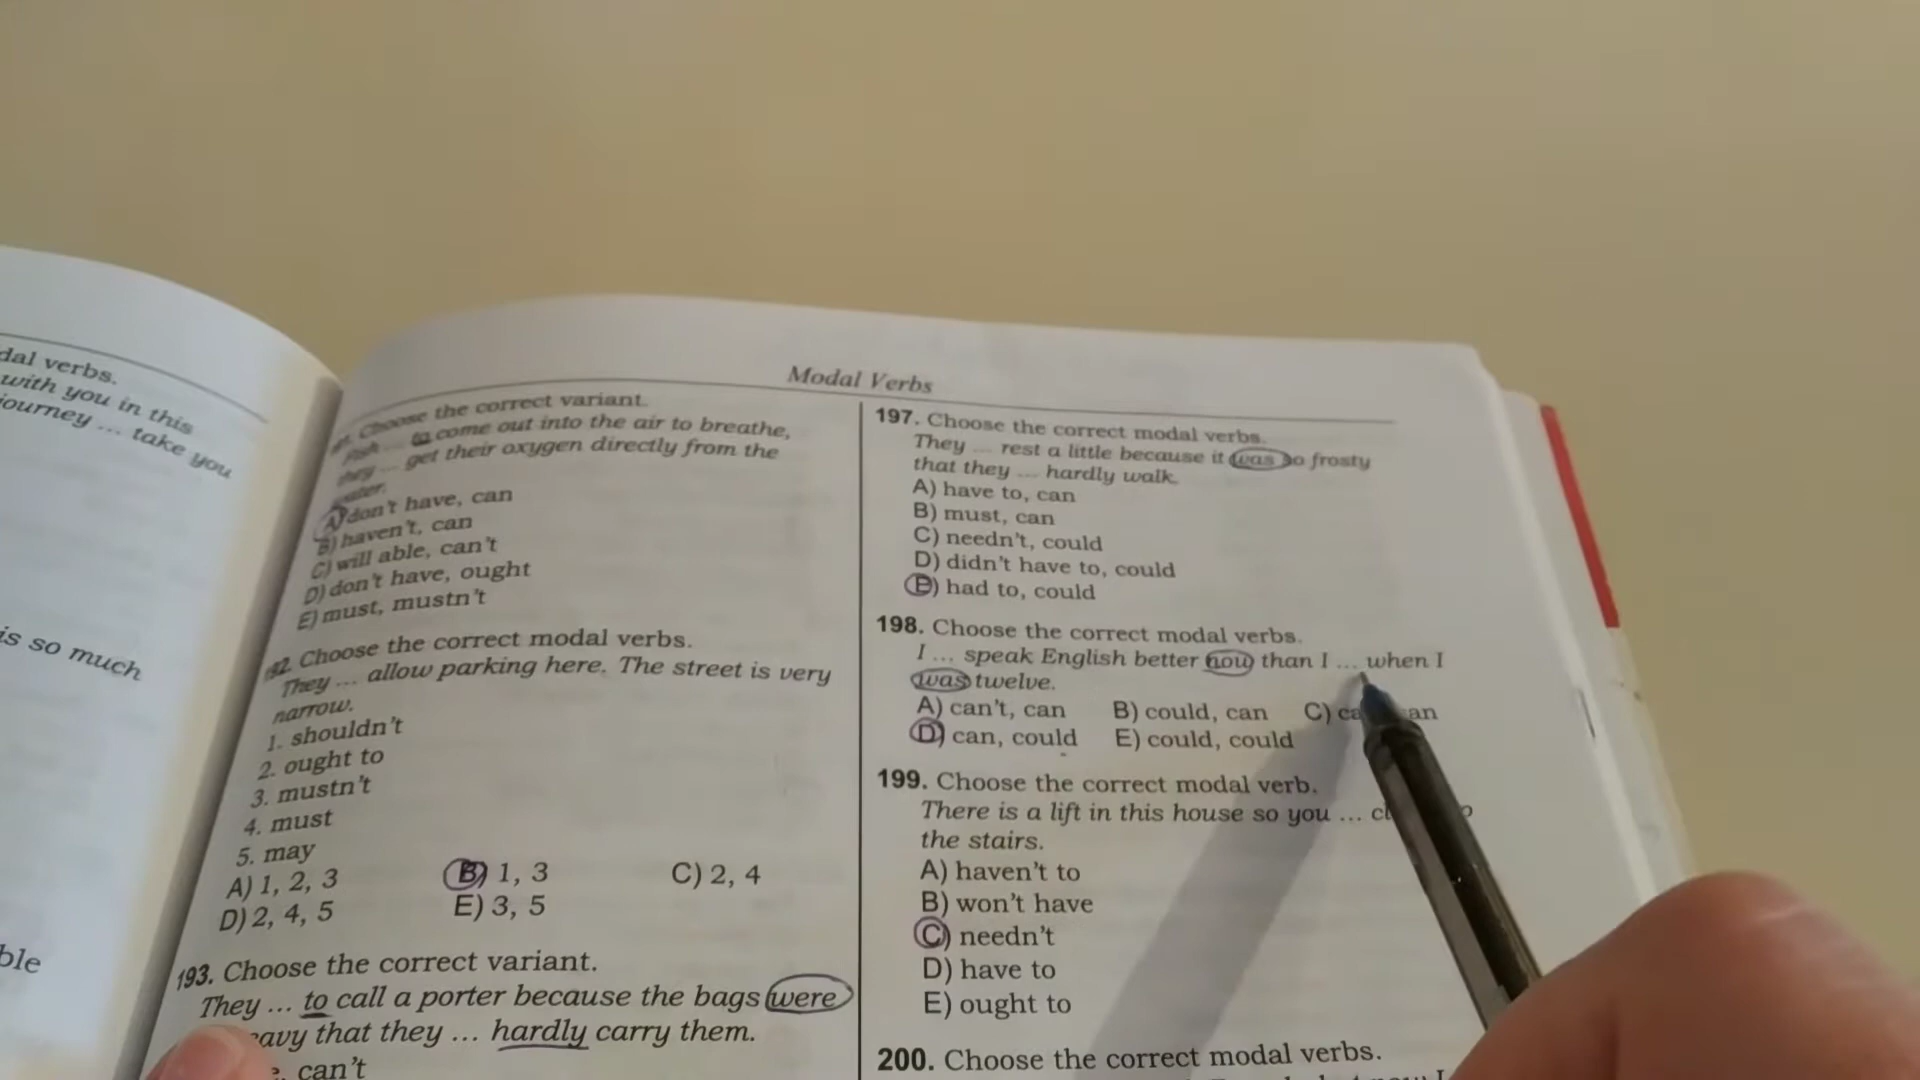 dal verbs.
with you in this
journey ... take you
is so much
ble
Modal Verbs
Choose the correct variant.
Fish ... to come out into the air to breathe,
they ... get their oxygen directly from the
water.
A) don't have, can
B) haven't, can
C) will able, can't
D) don't have, ought
E) must, mustn't
192. Choose the correct modal verbs.
They ... allow parking here. The street is very
narrow.
1. shouldn't
2. ought to
3. mustn't
4. must
5. may
A) 1, 2, 3 B) 1, 3 C) 2, 4
D) 2, 4, 5 E) 3, 5
193. Choose the correct variant.
They ... to call a porter because the bags were
eavy that they ... hardly carry them.
can't
197. Choose the correct modal verbs.
They ... rest a little because it was so frosty
that they ... hardly walk.
A) have to, can
B) must, can
C) needn't, could
D) didn't have to, could
E) had to, could
198. Choose the correct modal verbs.
I ... speak English better now than I ... when I
was twelve.
A) can't, can B) could, can C) ca an
D) can, could E) could, could
199. Choose the correct modal verb.
There is a lift in this house so you ...
the stairs.
A) haven't to
B) won't have
C) needn't
D) have to
E) ought to
200. Choose the correct modal verbs.